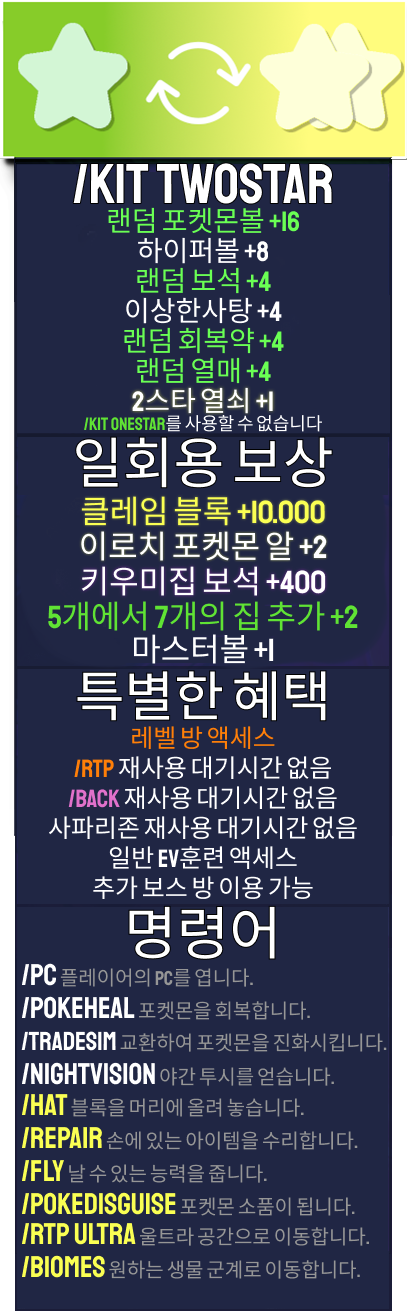 /KIT TWOSTAR
랜덤 포켓몬볼 +16
하이퍼볼 +8
랜덤 보석 +4
이상한사탕 +4
랜덤 회복약 +4
랜덤 열매 +4
2스타 열쇠 +1
/KIT ONESTAR를 사용할 수 없습니다
일회용 보상
클레임 블록 +10.000
이로치 포켓몬 알 +2
키우미집 보석 +400
5개에서 7개의 집 추가 +2
마스터볼 +1
특별한 혜택
레벨 방 액세스
/RTP 재사용 대기시간 없음
/BACK 재사용 대기시간 없음
사파리존 재사용 대기시간 없음
일반 EV훈련 액세스
추가 보스 방 이용 가능
명령어
/PC 플레이어의 PC를 엽니다.
/POKEHEAL 포켓몬을 회복합니다.
/TRADESIM 교환하여 포켓몬을 진화시킵니다.
/NIGHTVISION 야간 투시를 얻습니다.
/HAT 블록을 머리에 올려 놓습니다.
/REPAIR 손에 있는 아이템을 수리합니다.
/FLY 날 수 있는 능력을 줍니다.
/POKEDISGUISE 포켓몬 소품이 됩니다.
/RTP ULTRA 울트라 공간으로 이동합니다.
/BIOMES 원하는 생물 군계로 이동합니다.